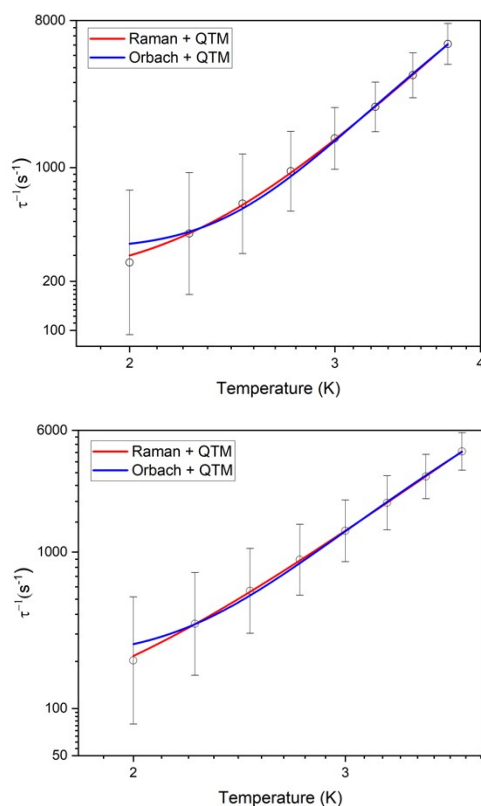 8000
Raman + QTM
Orbach + QTM
1000
τ⁻¹(s⁻¹)
200
100
2
3
4
Temperature (K)
6000
Raman + QTM
Orbach + QTM
1000
τ⁻¹(s⁻¹)
100
50
2
3
Temperature (K)